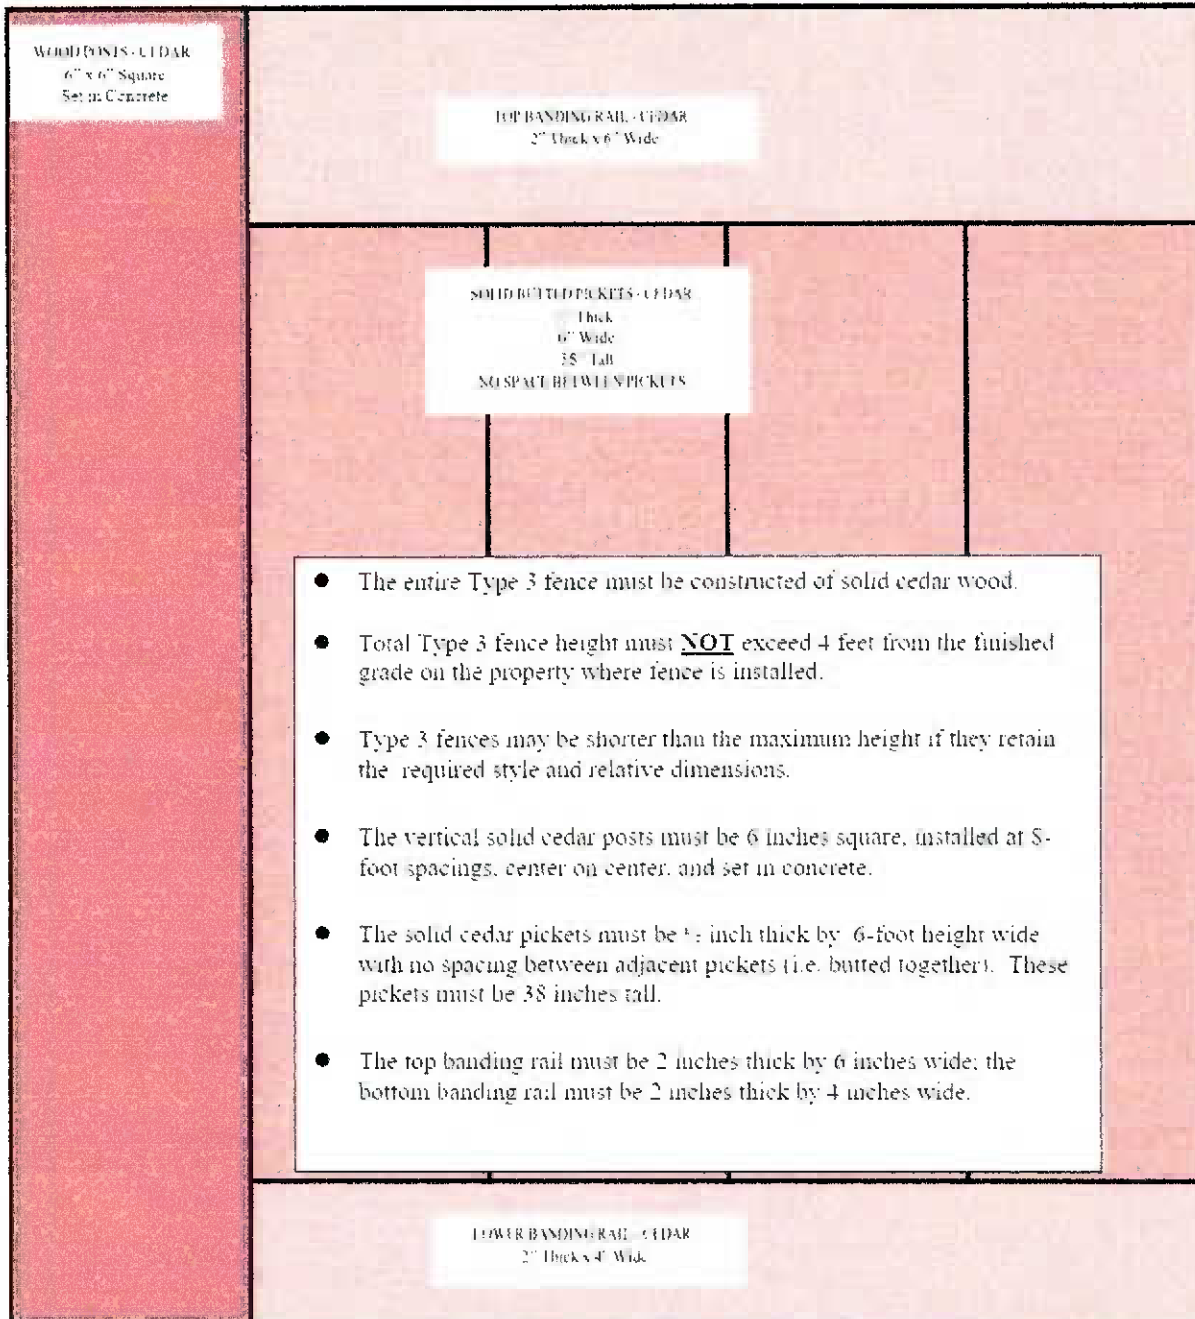 WOOD POSTS - CEDAR
6" x 6" Square
Set in Concrete
TOP BANDING RAIL - CEDAR
2" Thick x 6" Wide
SOLID BUTTED PICKETS - CEDAR
Thick
6" Wide
Tall
NO SPACE BETWEEN PICKETS
● The entire Type 3 fence must be constructed of solid cedar wood.
● Total Type 3 fence height must NOT exceed 4 feet from the finished
grade on the property where fence is installed.
● Type 3 fences may be shorter than the maximum height if they retain
the required style and relative dimensions.
● The vertical solid cedar posts must be 6 inches square, installed at 8-
foot spacings, center on center, and set in concrete.
● The solid cedar pickets must be inch thick by 6-foot height wide
with no spacing between adjacent pickets (i.e. butted together). These
pickets must be 38 inches tall.
● The top banding rail must be 2 inches thick by 6 inches wide; the
bottom banding rail must be 2 inches thick by 4 inches wide.
LOWER BANDING RAIL - CEDAR
2" Thick x 4" Wide